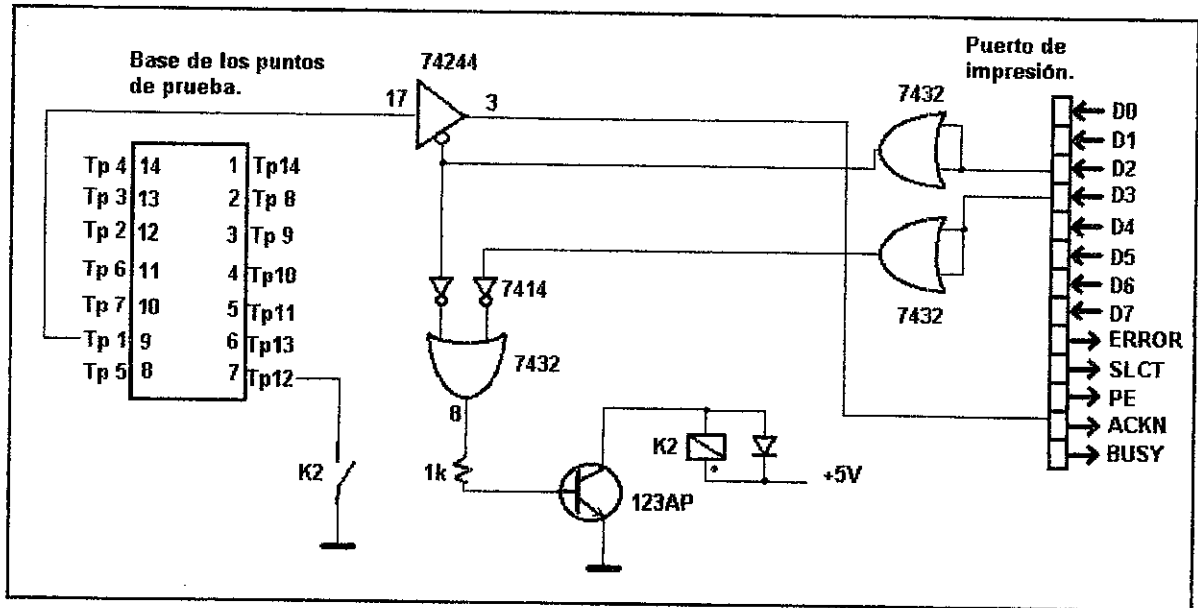 Base de los puntos
de prueba.
74244
17
3
Puerto de
impresión.
7432
D0
D1
D2
D3
D4
D5
D6
D7
ERROR
SLCT
PE
ACKN
BUSY
Tp 4 14 1 Tp14
Tp 3 13 2 Tp 8
Tp 2 12 3 Tp 9
Tp 6 11 4 Tp10
Tp 7 10 5 Tp11
Tp 1 9 6 Tp13
Tp 5 8 7 Tp12
7414
7432
7432
8
K2
1k
123AP
K2
+5V